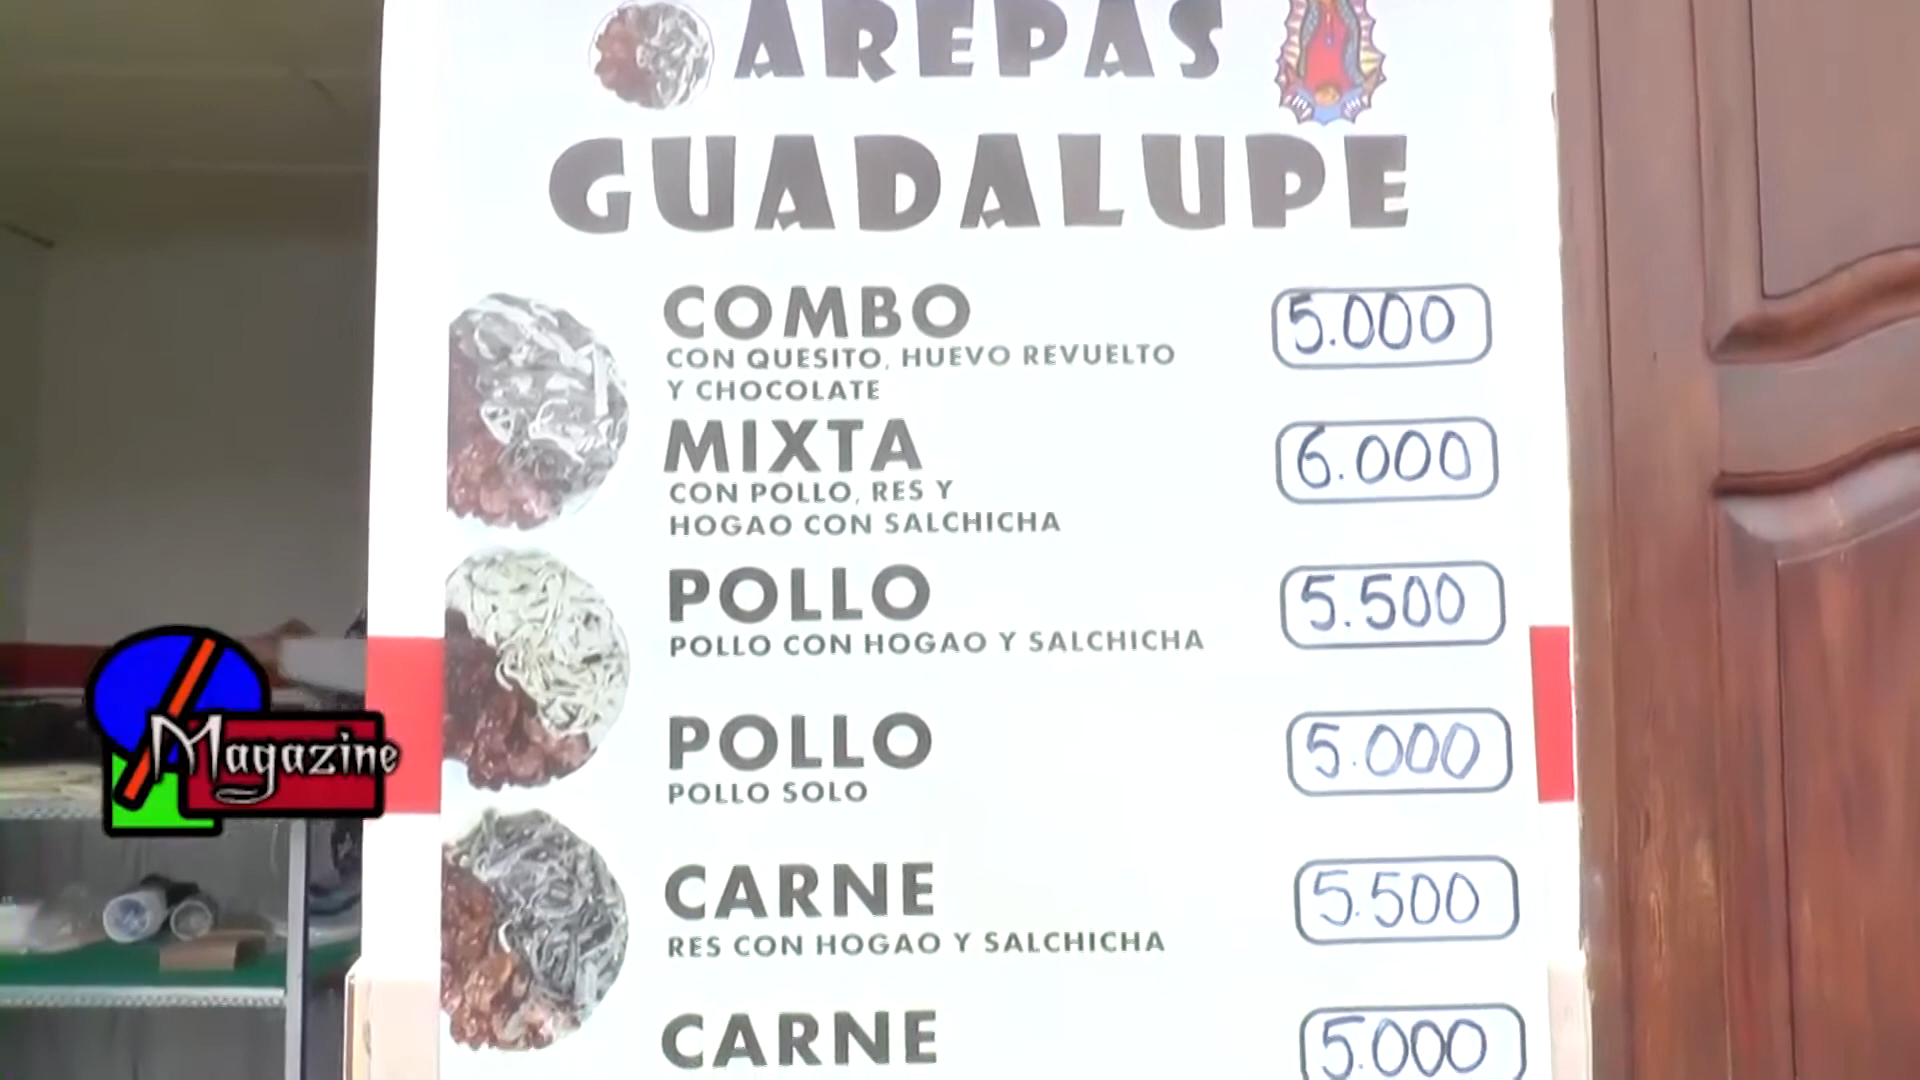 AREPAS
GUADALUPE
COMBO 5.000
CON QUESITO, HUEVO REVUELTO
Y CHOCOLATE
MIXTA 6.000
CON POLLO, RES Y
HOGAO CON SALCHICHA
POLLO 5.500
POLLO CON HOGAO Y SALCHICHA
POLLO 5.000
POLLO SOLO
CARNE 5.500
RES CON HOGAO Y SALCHICHA
CARNE 5.000
Magazine